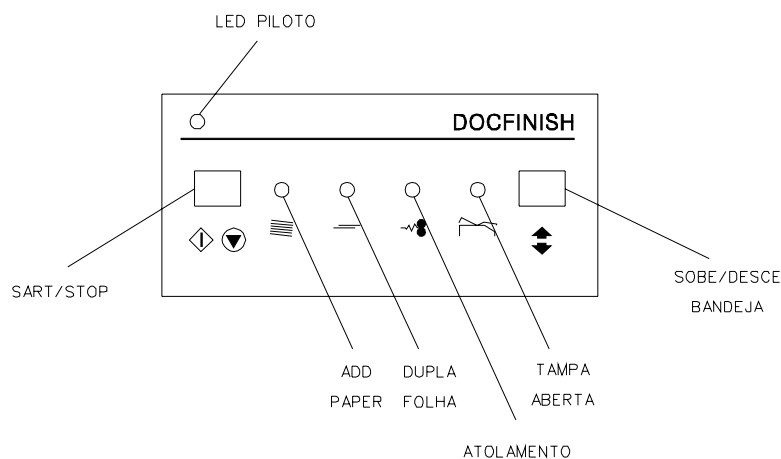 LED PILOTO
DOCFINISH
SART/STOP
SOBE/DESCE
BANDEJA
ADD
PAPER
DUPLA
FOLHA
TAMPA
ABERTA
ATOLAMENTO